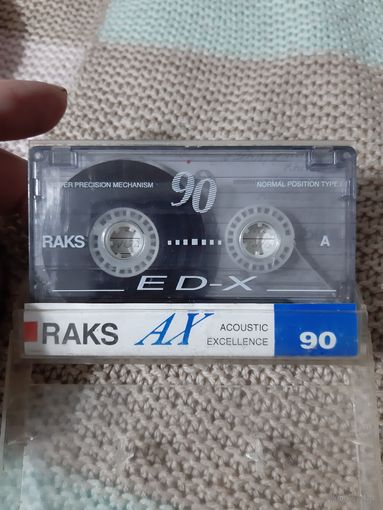 SUPER PRECISION MECHANISM
90
NORMAL POSITION TYPE I
RAKS
A
ED-X
RAKS AX ACOUSTIC EXCELLENCE 90